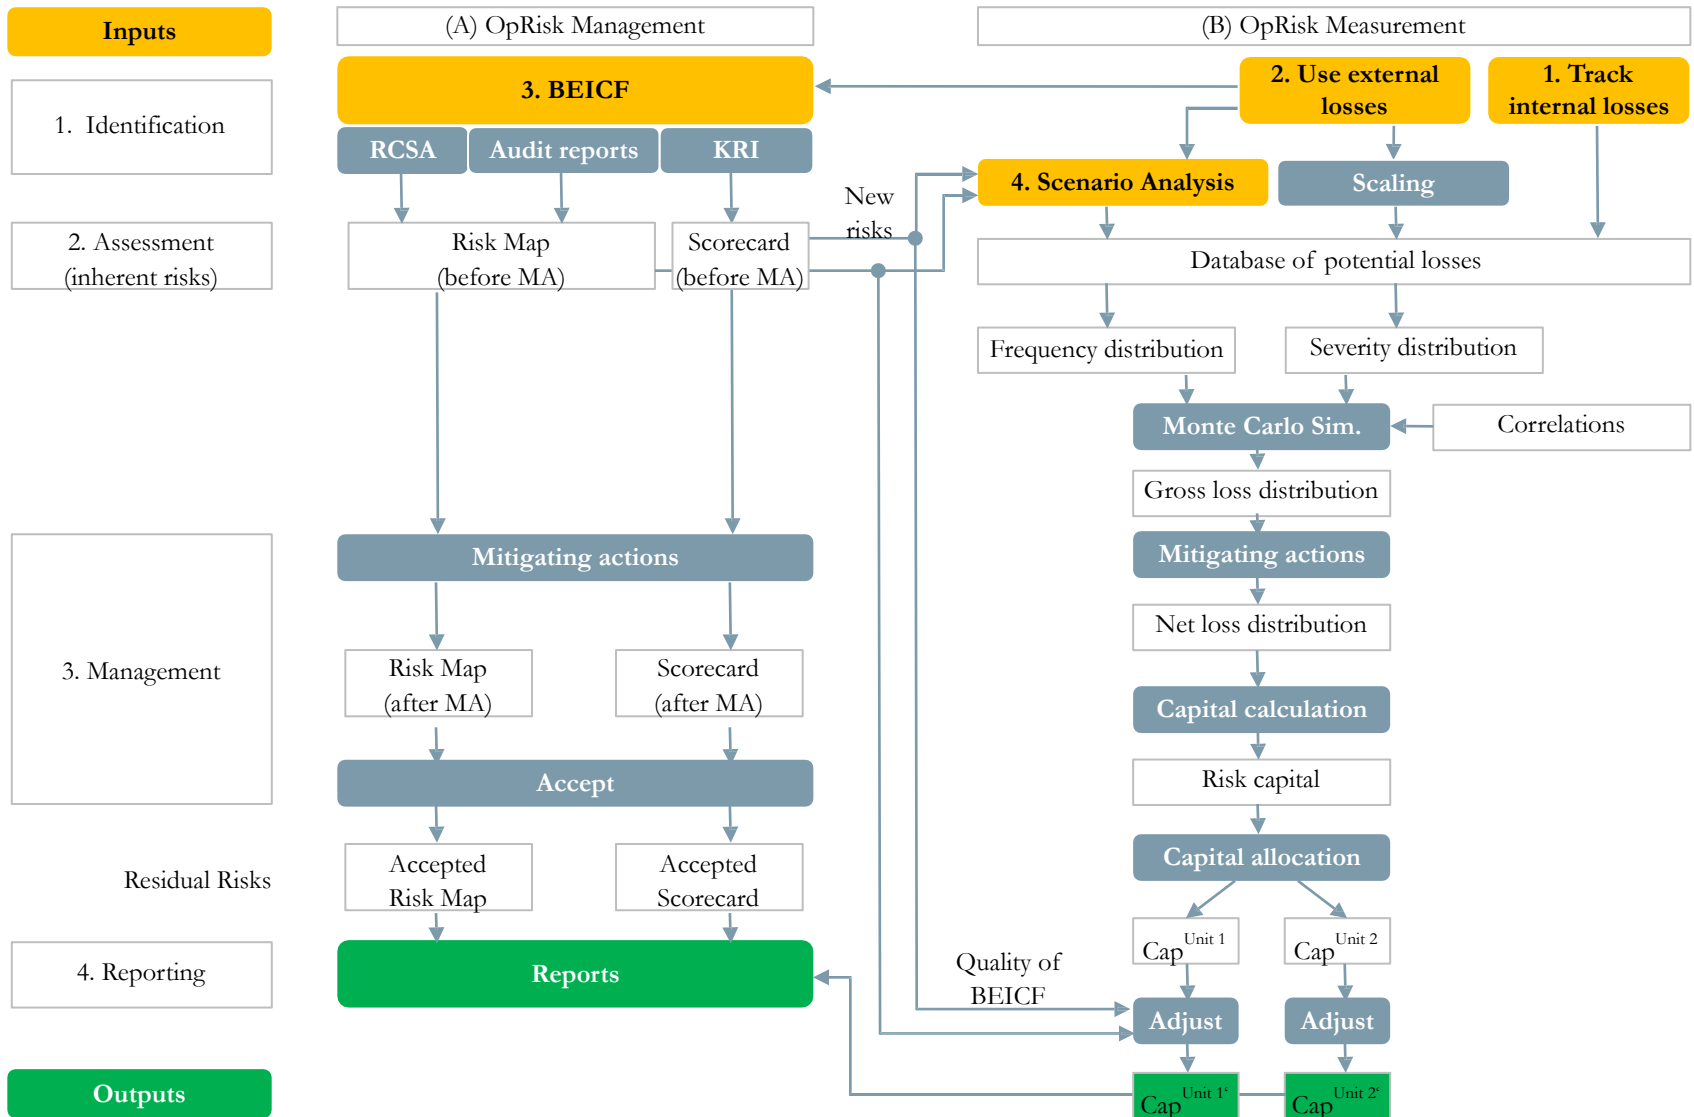 Inputs
(A) OpRisk Management
(B) OpRisk Measurement
1. Identification
3. BEICF
2. Use external
losses
1. Track
internal losses
RCSA
Audit reports
KRI
4. Scenario Analysis
Scaling
New
risks
2. Assessment
(inherent risks)
Risk Map
(before MA)
Scorecard
(before MA)
Database of potential losses
Frequency distribution
Severity distribution
Monte Carlo Sim.
Correlations
Gross loss distribution
3. Management
Mitigating actions
Mitigating actions
Net loss distribution
Risk Map
(after MA)
Scorecard
(after MA)
Capital calculation
Accept
Risk capital
Residual Risks
Accepted
Risk Map
Accepted
Scorecard
Capital allocation
Cap Unit 1
Cap Unit 2
4. Reporting
Reports
Quality of
BEICF
Adjust
Adjust
Outputs
Cap Unit 1‘
Cap Unit 2‘